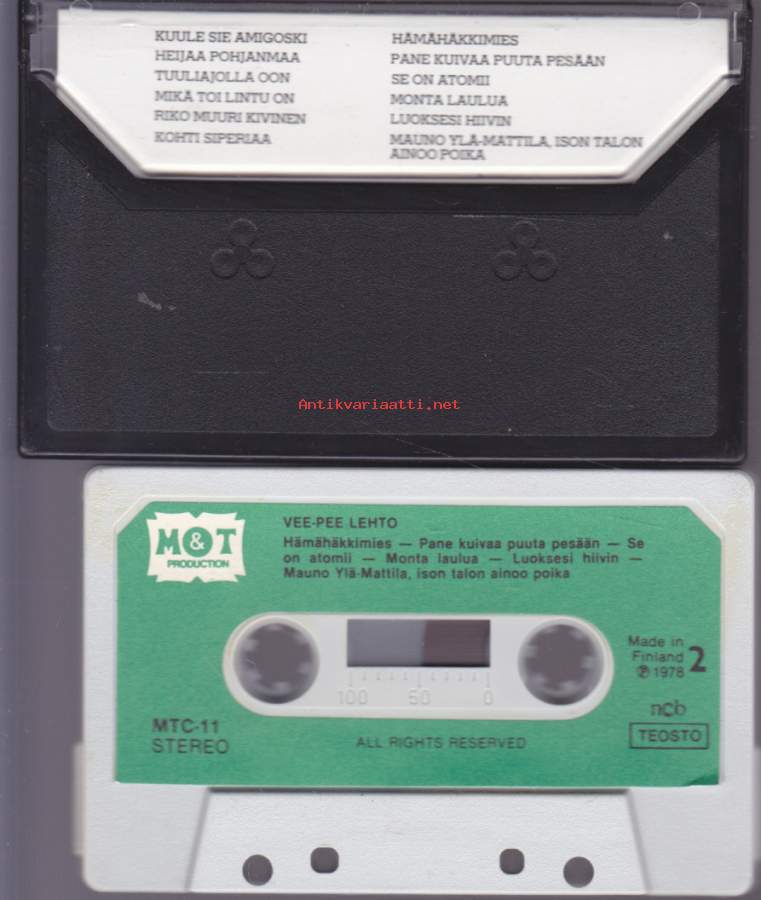 KUULE SIE AMIGOSKI
HEIJAA POHJANMAA
TUULIAJOLLA OON
MIKÄ TOI LINTU ON
RIKO MUURI KIVINEN
KOHTI SIPERIAA
HÄMÄHÄKKIMIES
PANE KUIVAA PUUTA PESÄÄN
SE ON ATOMII
MONTA LAULUA
LUOKSESI HIIVIN
MAUNO YLÄ-MATTILA, ISON TALON
AINOO POIKA
Antikvariaatti.net
M&T
PRODUCTION
VEE-PEE LEHTO
Hämähäkkimies — Pane kuivaa puuta pesään — Se
on atomii — Monta laulua — Luoksesi hiivin —
Mauno Ylä-Mattila, ison talon ainoo poika
Made in
Finland
℗ 1978
2
100 50 0
ncb
TEOSTO
MTC-11
STEREO
ALL RIGHTS RESERVED